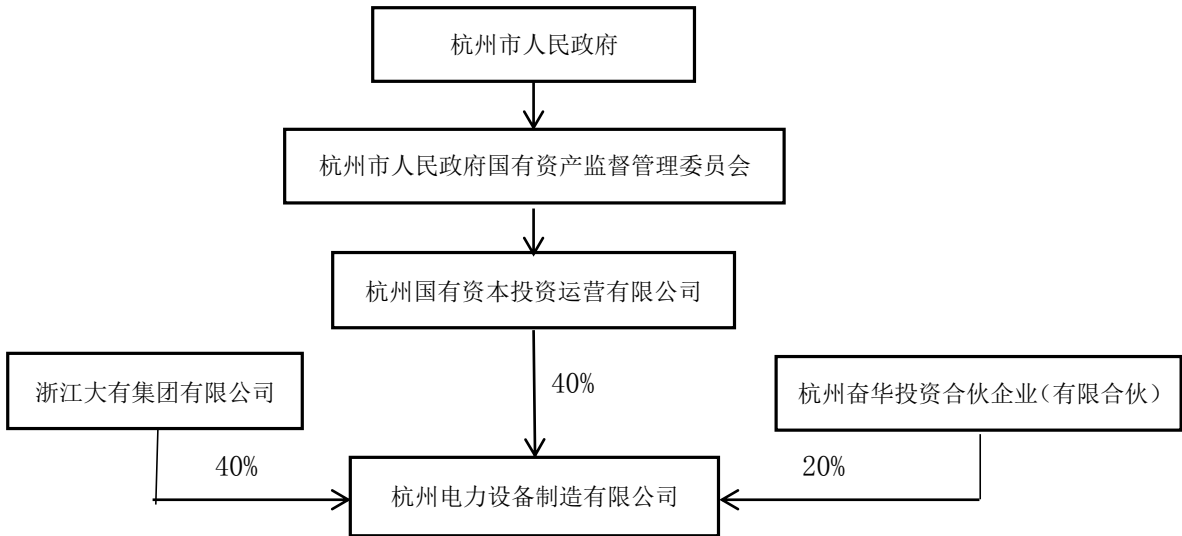 杭州市人民政府
杭州市人民政府国有资产监督管理委员会
杭州国有资本投资运营有限公司
浙江大有集团有限公司
40%
杭州奋华投资合伙企业(有限合伙)
40%
20%
杭州电力设备制造有限公司